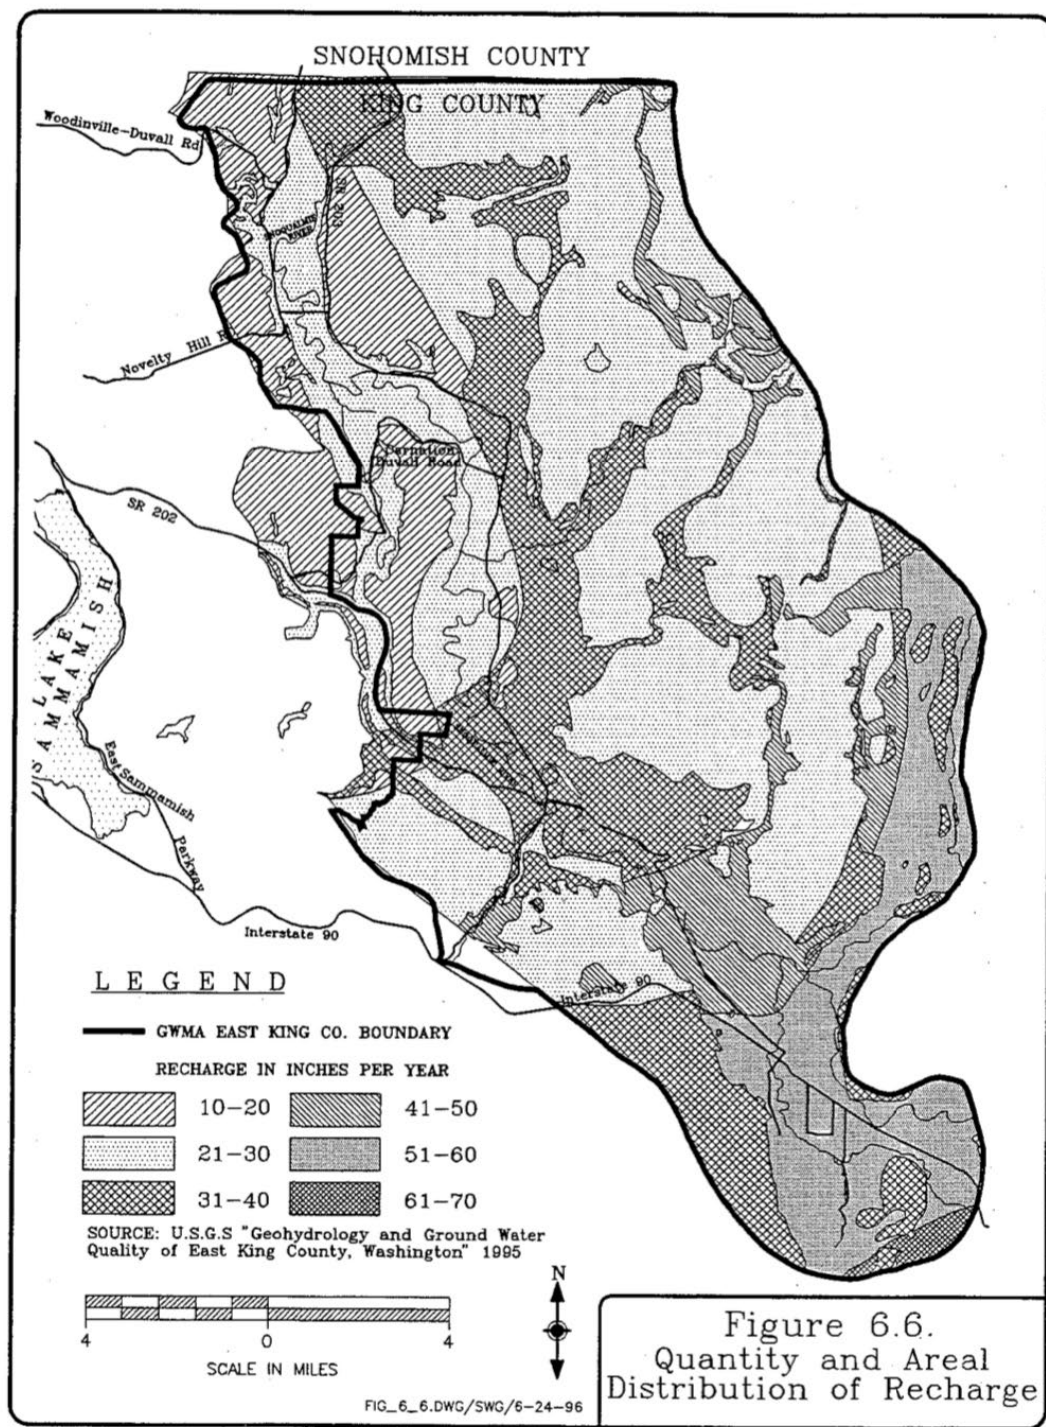 SNOHOMISH COUNTY
KING COUNTY
Woodinville-Duvall Rd
SR 203
SNOQUALMIE
RIVER
Novelty Hill R
Carnation
Duvall Road
SR 202
LAKE
SAMMAMISH
East Sammamish
Parkway
Interstate 90
Interstate 90
LEGEND
GWMA EAST KING CO. BOUNDARY
RECHARGE IN INCHES PER YEAR
10-20
41-50
21-30
51-60
31-40
61-70
SOURCE: U.S.G.S "Geohydrology and Ground Water
Quality of East King County, Washington" 1995
4 0 4
SCALE IN MILES
N
FIG_6_6.DWG/SWG/6-24-96
Figure 6.6.
Quantity and Areal
Distribution of Recharge